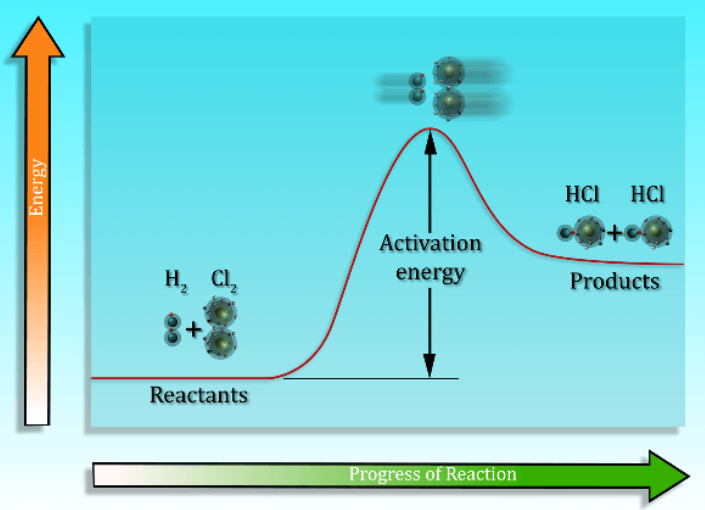 Energy
HCl HCl
+
Activation
energy
Products
H₂ Cl₂
+
Reactants
Progress of Reaction